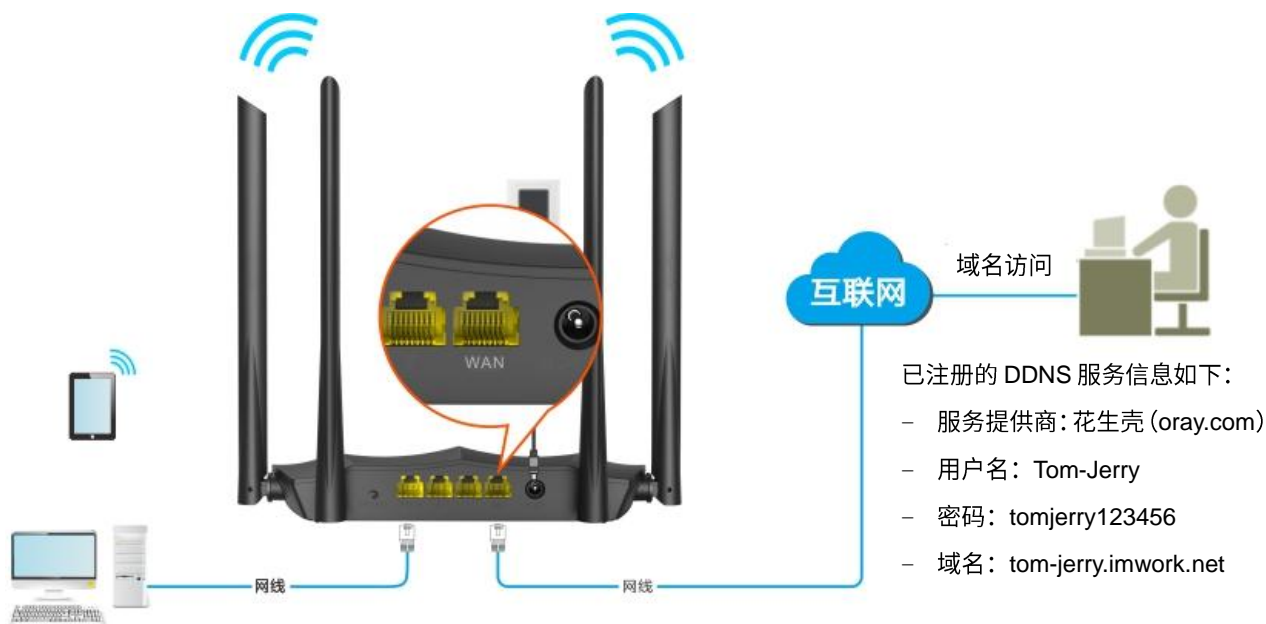 WAN
互联网
域名访问
已注册的 DDNS 服务信息如下：
– 服务提供商：花生壳（oray.com）
– 用户名：Tom-Jerry
– 密码：tomjerry123456
– 域名：tom-jerry.imwork.net
网线
网线